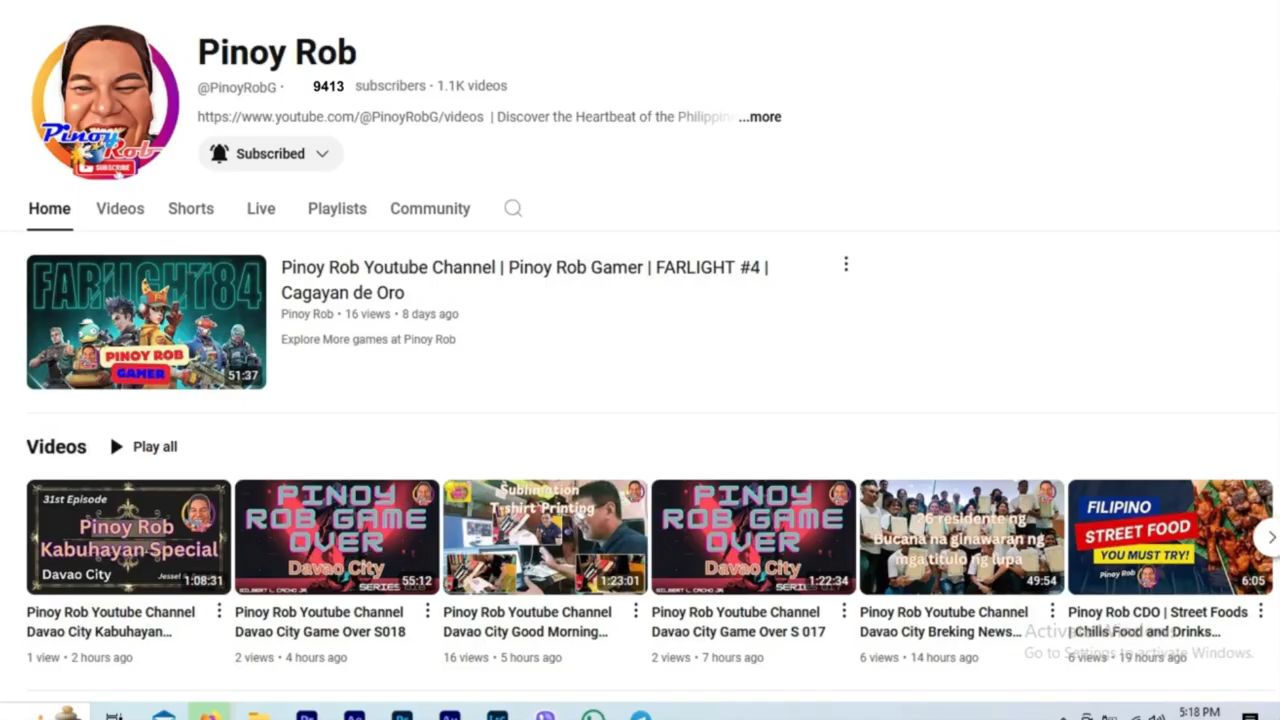 Pinoy Rob
@PinoyRobG · 9413 subscribers · 1.1K videos
https://www.youtube.com/@PinoyRobG/videos | Discover the Heartbeat of the Philippin ...more
Pinoy
Rob
SUBSCRIBE
Subscribed
Home Videos Shorts Live Playlists Community
FARLIGHT84
PINOY ROB
GAMER
51:37
Pinoy Rob Youtube Channel | Pinoy Rob Gamer | FARLIGHT #4 |
Cagayan de Oro
Pinoy Rob • 16 views • 8 days ago
Explore More games at Pinoy Rob
Videos Play all
31st Episode
Pinoy Rob
Kabuhayan Special
Davao City
1:08:31
PINOY
ROB GAME
OVER
Davao City
SERIES
55:12
Sublimation
T-shirt Printing
1:23:01
PINOY
ROB GAME
OVER
Davao City
SERIES
1:22:34
26 residente ng
Bucana na ginawaran ng
mga titulo ng lupa
49:54
FILIPINO
STREET FOOD
YOU MUST TRY!
Pinoy Rob
6:05
Pinoy Rob Youtube Channel
Davao City Kabuhayan...
1 view • 2 hours ago
Pinoy Rob Youtube Channel
Davao City Game Over S018
2 views • 4 hours ago
Pinoy Rob Youtube Channel
Davao City Good Morning...
16 views • 5 hours ago
Pinoy Rob Youtube Channel
Davao City Game Over S 017
2 views • 7 hours ago
Pinoy Rob Youtube Channel
Davao City Breking News...
6 views • 14 hours ago
Pinoy Rob CDO | Street Foods
| Chills Food and Drinks...
6 views • 19 hours ago
Activate Windows
Go to Settings to activate Windows.
5:18 PM